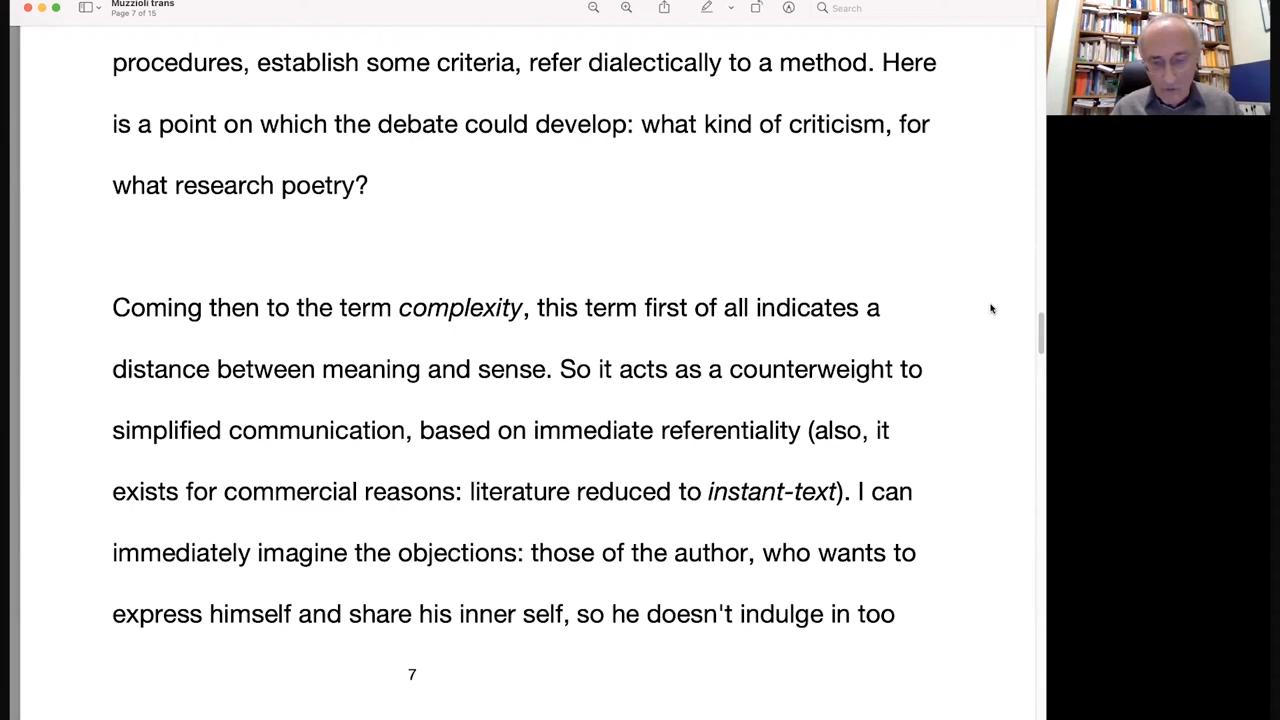 Muzzioli trans
Page 7 of 15
Search
procedures, establish some criteria, refer dialectically to a method. Here
is a point on which the debate could develop: what kind of criticism, for
what research poetry?
Coming then to the term complexity, this term first of all indicates a
distance between meaning and sense. So it acts as a counterweight to
simplified communication, based on immediate referentiality (also, it
exists for commercial reasons: literature reduced to instant-text). I can
immediately imagine the objections: those of the author, who wants to
express himself and share his inner self, so he doesn't indulge in too
7